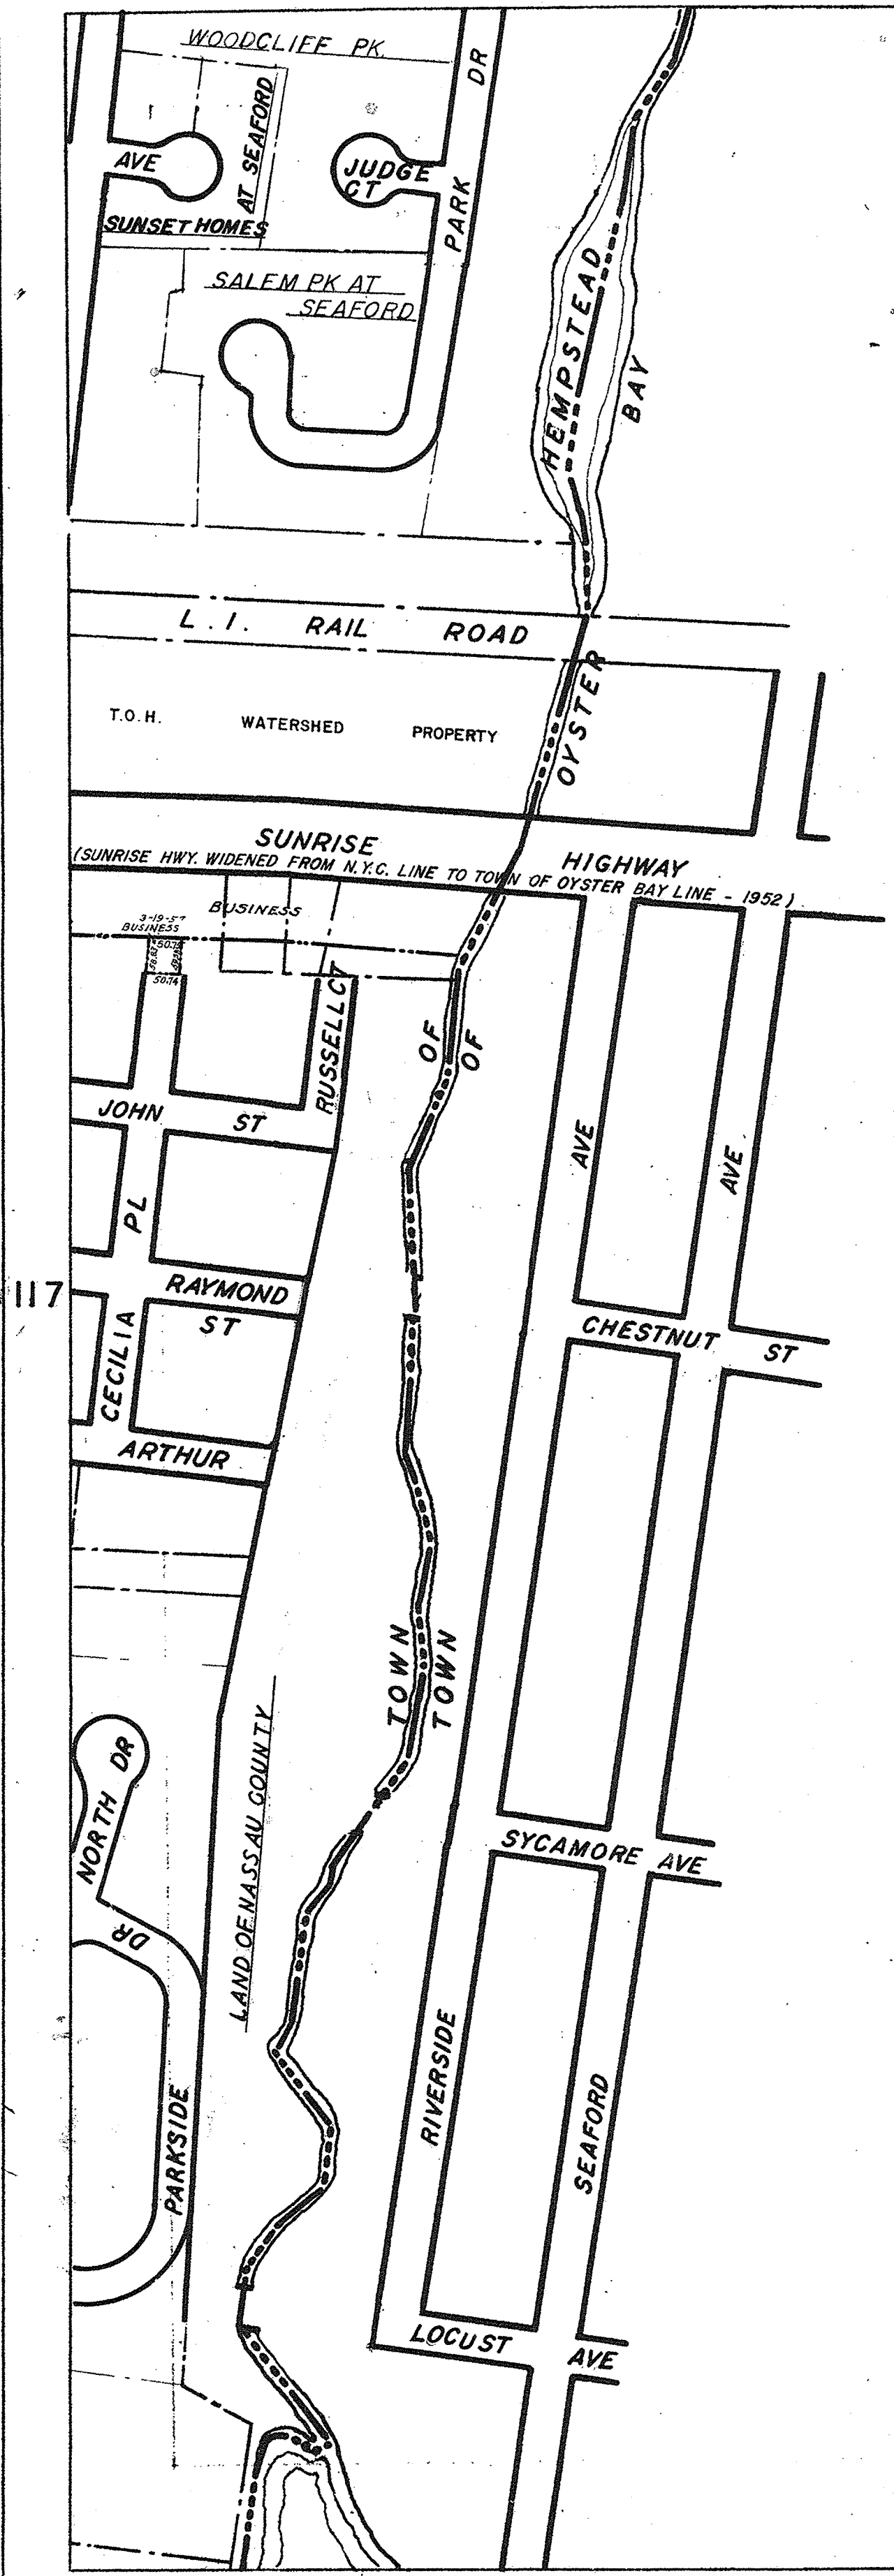 WOODCLIFF PK.
DR
AVE
AT SEAFORD
JUDGE
CT
PARK
SUNSET HOMES
SALEM PK AT
SEAFORD
HEMPSTEAD
BAY
L. I. RAIL ROAD
OYSTER
T.O.H. WATERSHED PROPERTY
SUNRISE HIGHWAY
(SUNRISE HWY. WIDENED FROM N.Y.C. LINE TO TOWN OF OYSTER BAY LINE - 1952)
BUSINESS
3-19-57
BUSINESS
50.74
RUSSELL CT
OF
OF
JOHN ST
AVE
AVE.
PL
117
RAYMOND
ST
CECILIA
CHESTNUT ST
ARTHUR
TOWN
TOWN
LAND OF NASSAU COUNTY
NORTH DR
SYCAMORE AVE
DR
RIVERSIDE
SEAFORD
PARKSIDE
LOCUST AVE